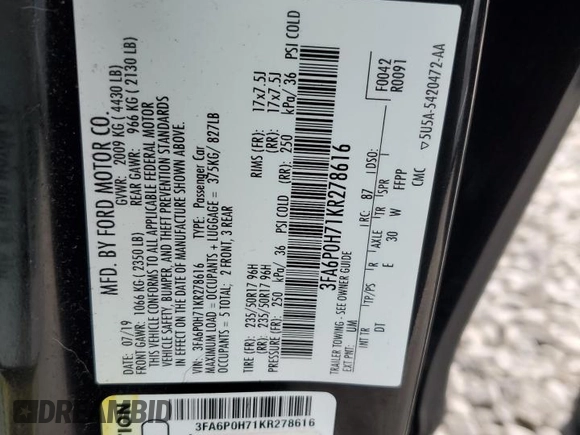 MFD. BY FORD MOTOR CO.
07/19 GVWR: 2009 KG ( 4430 LB)
FRONT GAWR: 1066 KG ( 2350 LB) REAR GAWR: 966 KG ( 2130 LB)
THIS VEHICLE CONFORMS TO ALL APPLICABLE FEDERAL MOTOR
VEHICLE SAFETY, BUMPER, AND THEFT PREVENTION STANDARDS
IN EFFECT ON THE DATE OF MANUFACTURE SHOWN ABOVE.
VIN: 3FA6P0H71KR278616 TYPE: Passenger Car
MAXIMUM LOAD = OCCUPANTS + LUGGAGE = 375KG/ 827LB
OCCUPANTS = 5 TOTAL: 2 FRONT, 3 REAR
TIRE (FR): 235/50R17 96H RIMS (FR): 17x7.5J
(RR): 235/50R17 96H (RR): 17x7.5J
PRESSURE (FR): 250 kPa/ 36 PSI COLD (RR): 250 kPa/ 36 PSI COLD
3FA6P0H71KR278616
TRAILER TOWING - SEE OWNER GUIDE
F0042
R0091
EXT PNT: UM LRC: B7 DSO:
INT TR TP/PS R AXLE TR SPR
DT E 30 W FFPP
CMC
5U5A-5420472-AA
TION
3FA6P0H71KR278616
DREAMBID